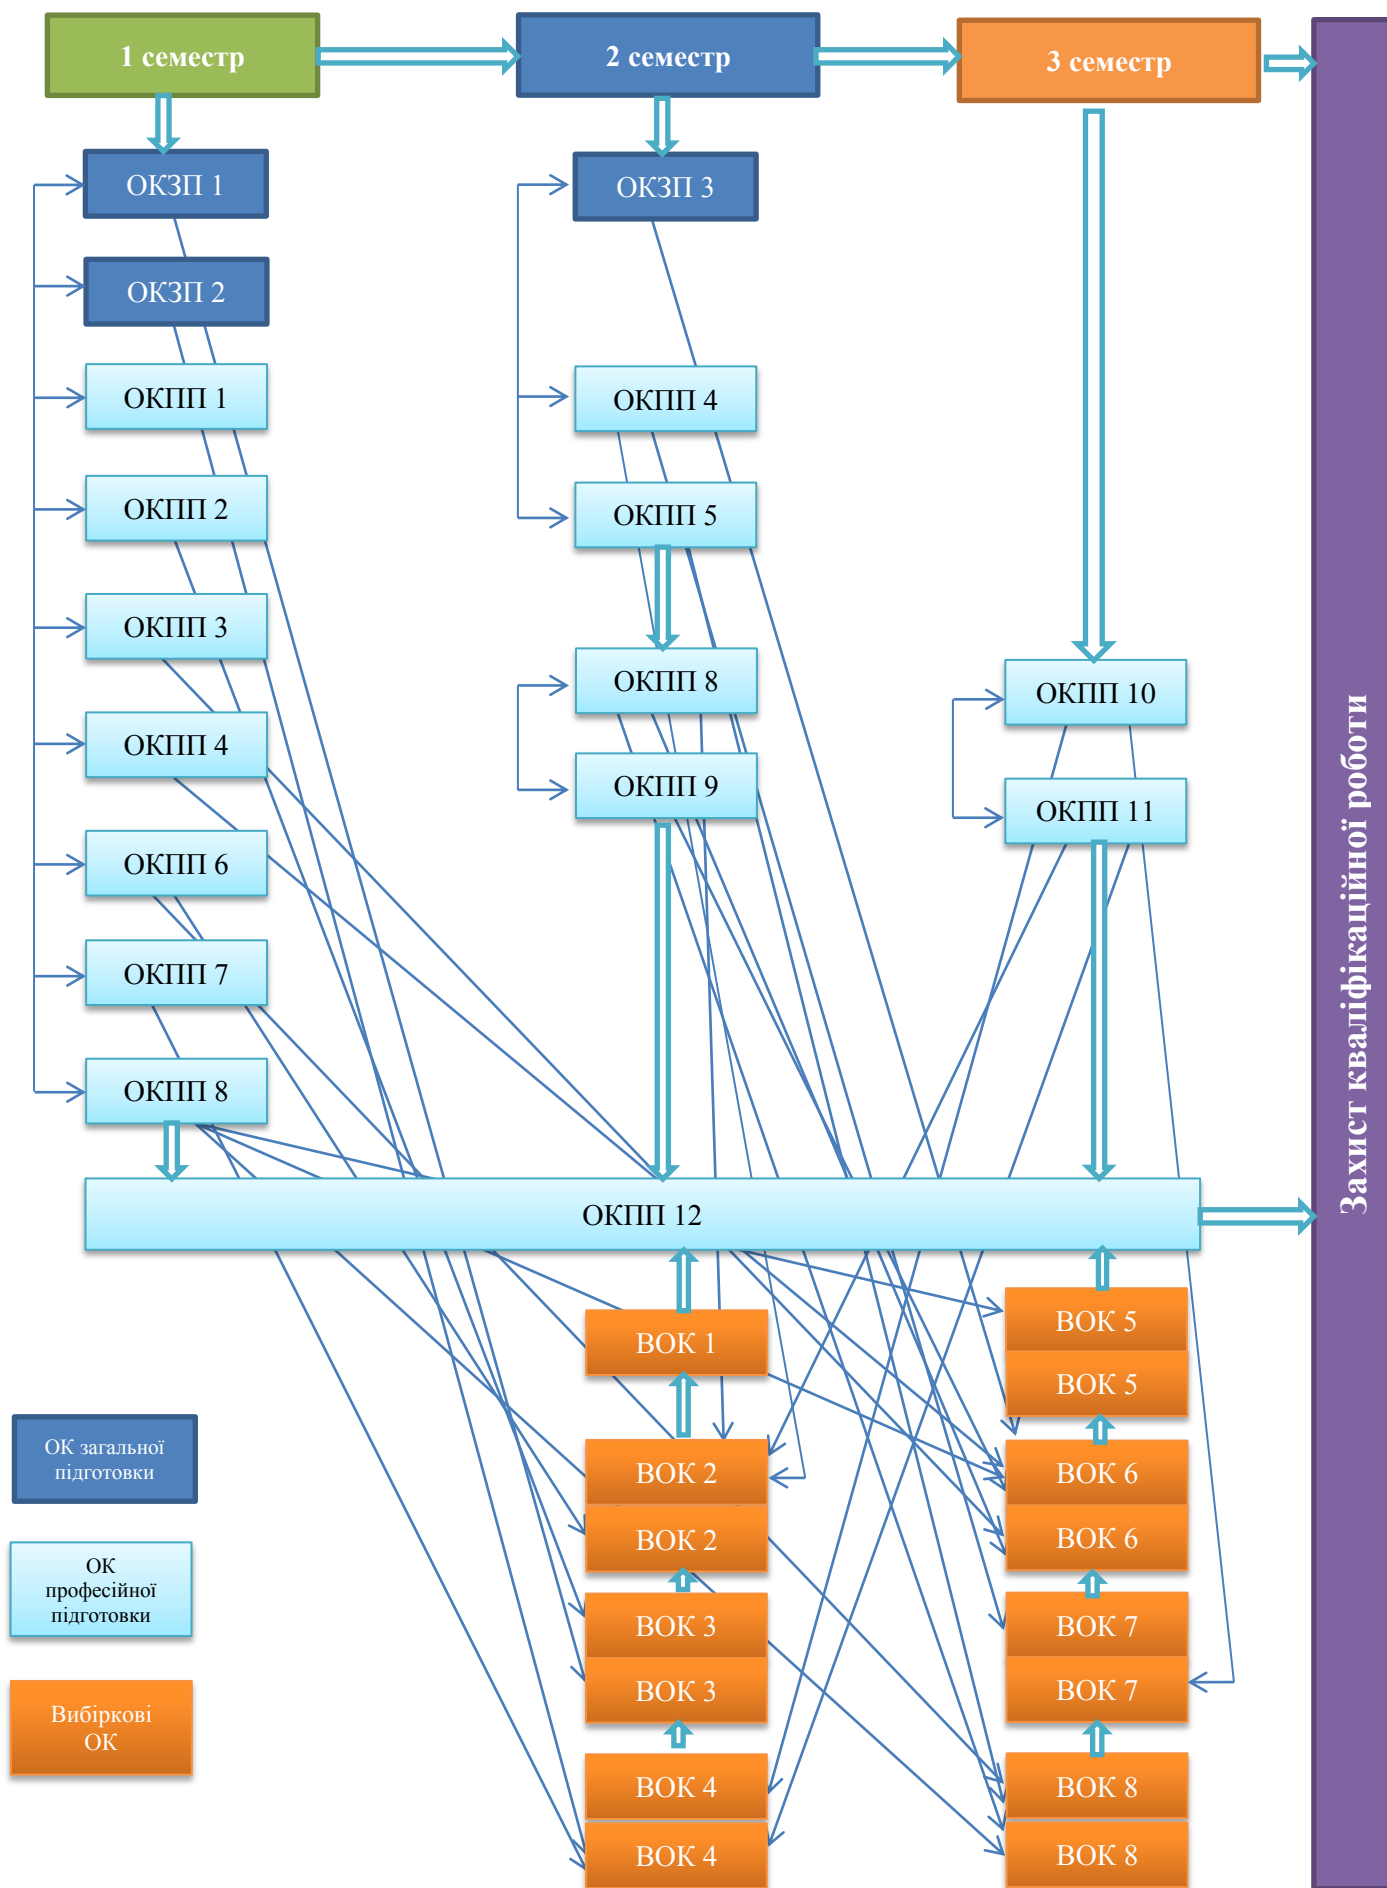 1 семестр
2 семестр
3 семестр
ОКЗП 1
ОКЗП 2
ОКПП 1
ОКПП 2
ОКПП 3
ОКПП 4
ОКПП 6
ОКПП 7
ОКПП 8
ОКЗП 3
ОКПП 4
ОКПП 5
ОКПП 8
ОКПП 9
ОКПП 10
ОКПП 11
ОКПП 12
ВОК 1
ВОК 2
ВОК 2
ВОК 3
ВОК 3
ВОК 4
ВОК 4
ВОК 5
ВОК 5
ВОК 6
ВОК 6
ВОК 7
ВОК 7
ВОК 8
ВОК 8
Захист кваліфікаційної роботи
ОК загальної
підготовки
ОК
професійної
підготовки
Вибіркові
ОК